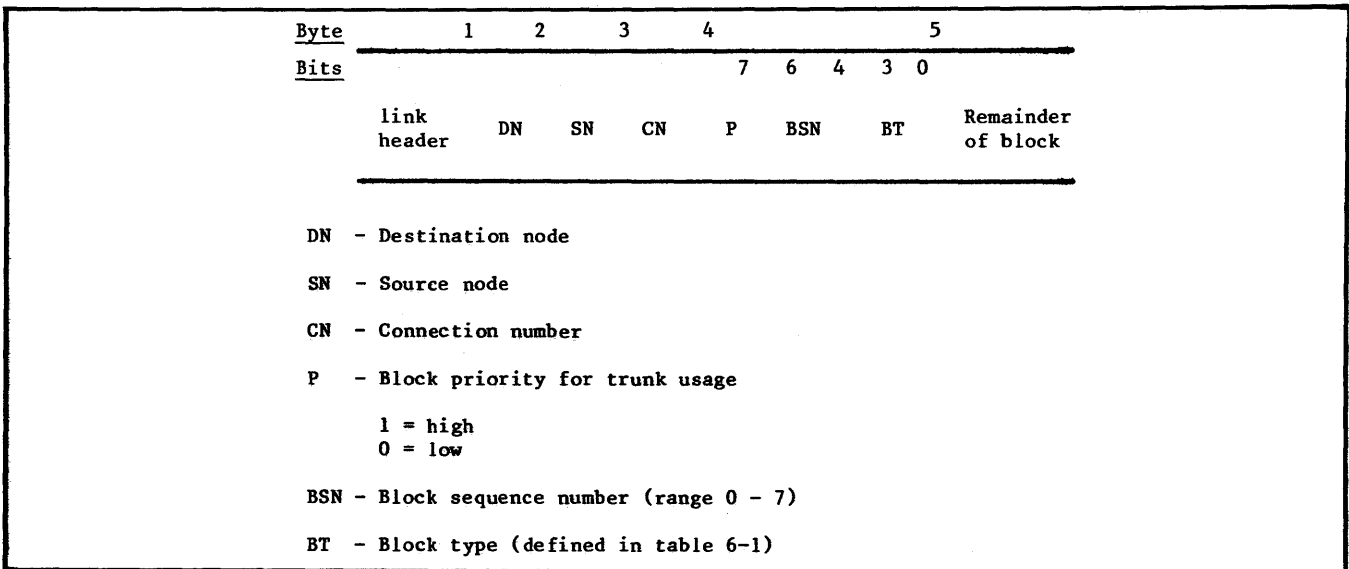 Byte 1 2 3 4 5
Bits 7 6 4 3 0
link header DN SN CN P BSN BT Remainder of block
DN - Destination node
SN - Source node
CN - Connection number
P - Block priority for trunk usage
1 = high
0 = low
BSN - Block sequence number (range 0 - 7)
BT - Block type (defined in table 6-1)